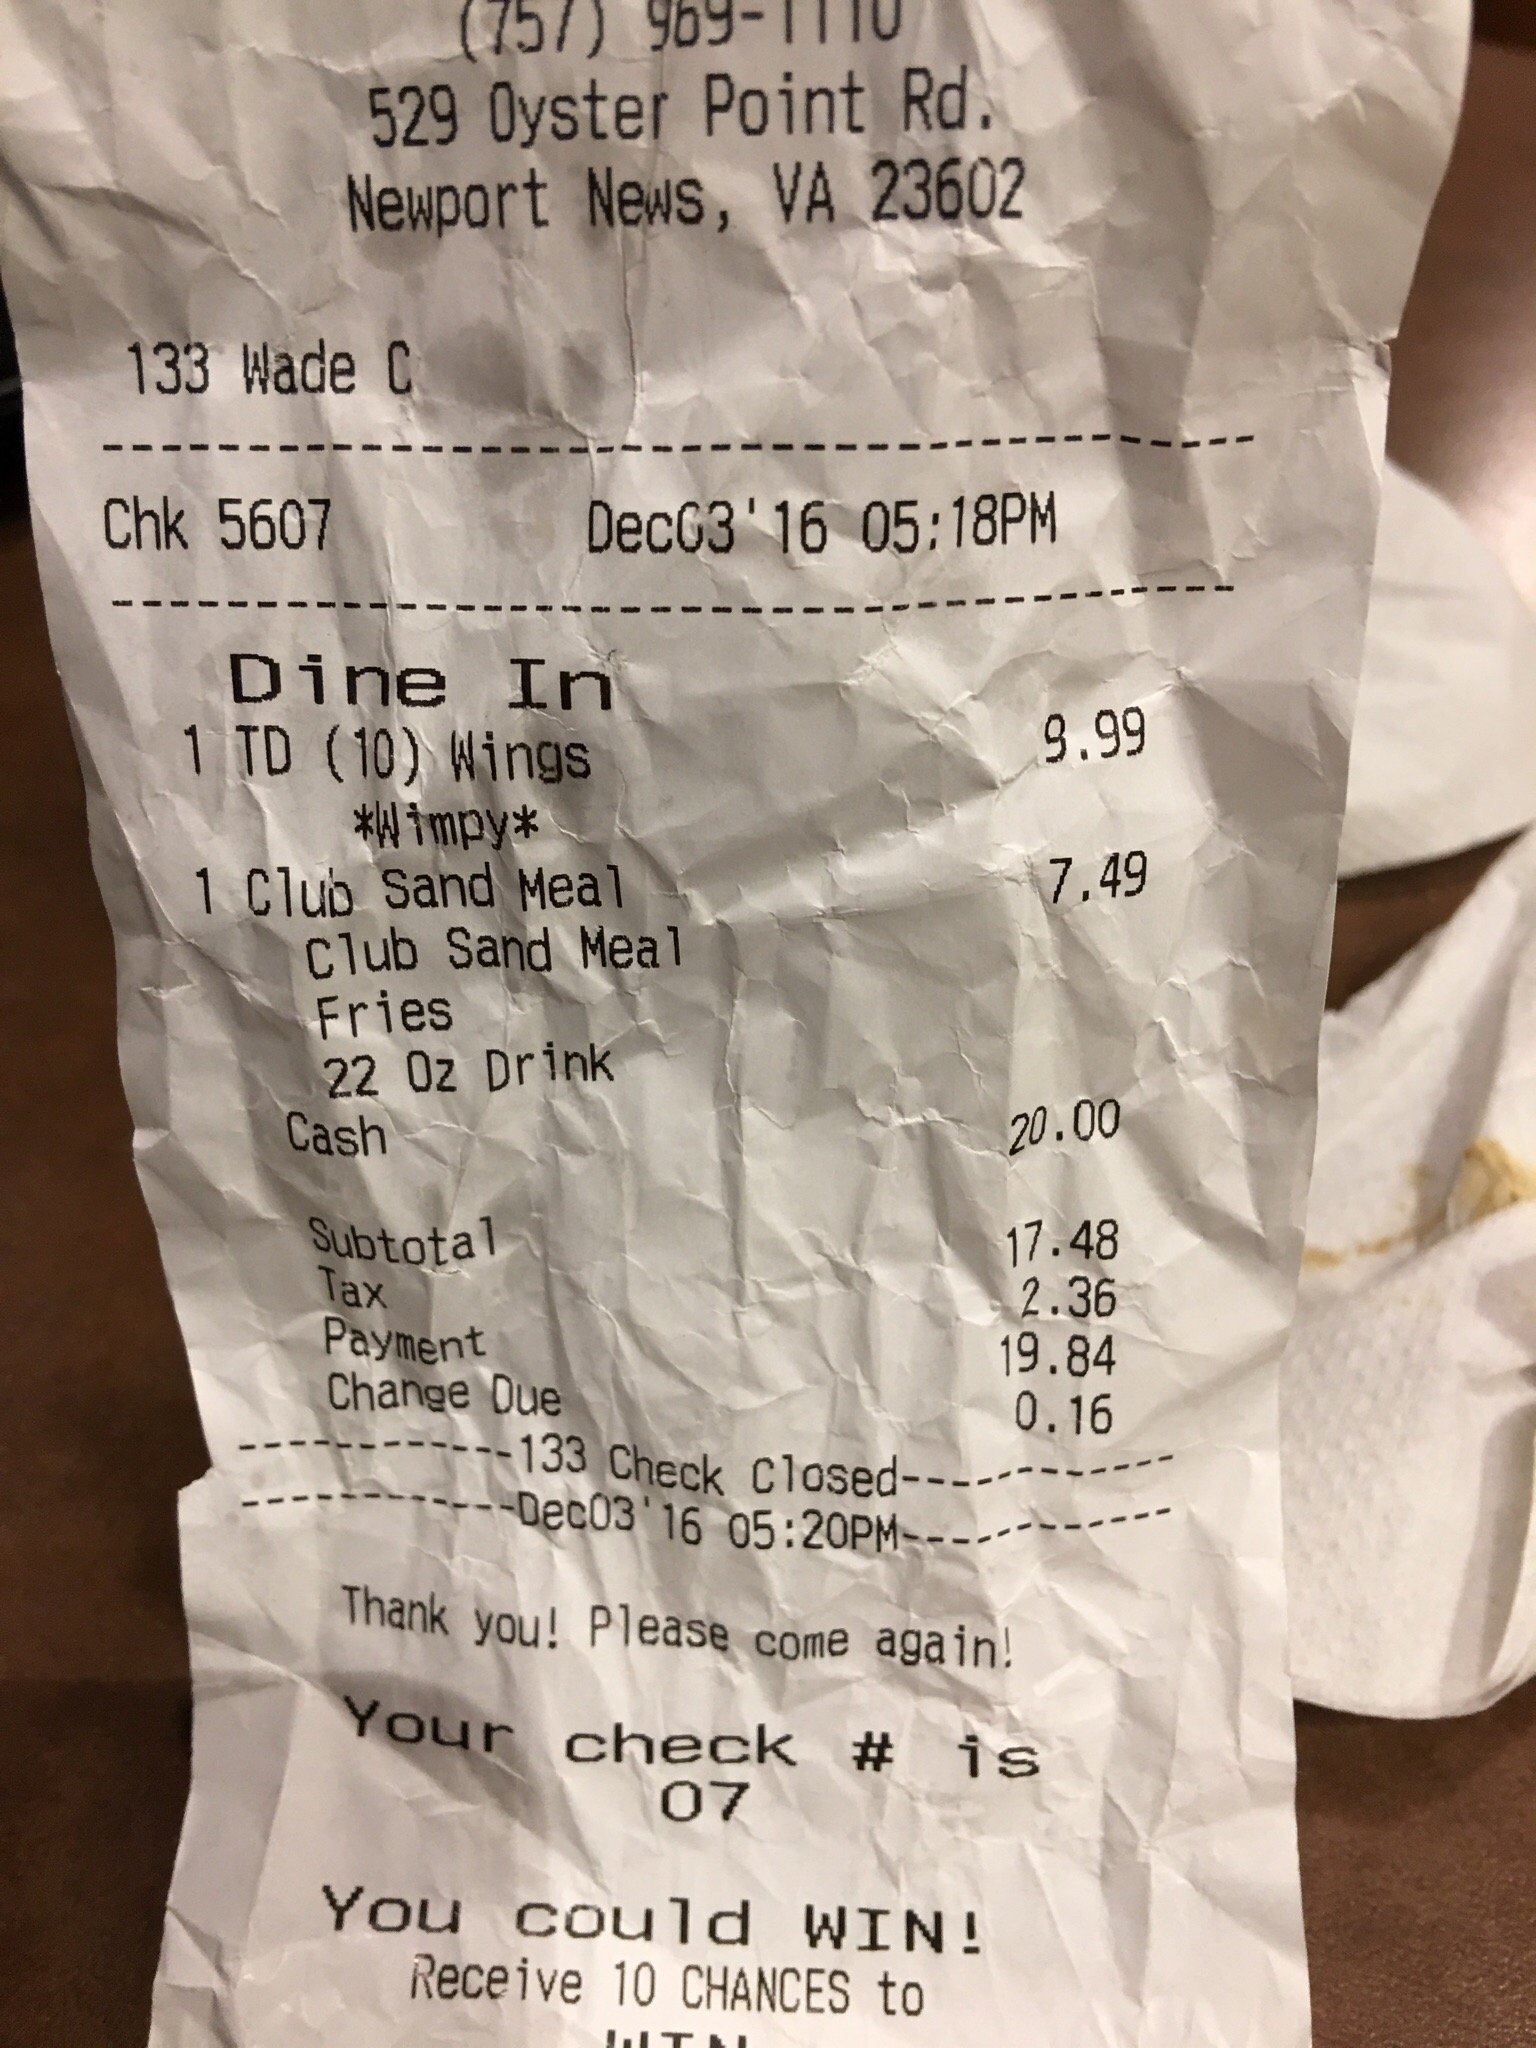 (757) 969-1110
529 Oyster Point Rd.
Newport News, VA 23602
133 Wade C
Chk 5607 Dec03'16 05:18PM
Dine In
1 TD (10) Wings 9.99
*Wimpy*
1 Club Sand Meal 7.49
Club Sand Meal
Fries
22 Oz Drink
Cash 20.00
Subtotal 17.48
Tax 2.36
Payment 19.84
Change Due 0.16
-----------133 Check Closed-----------
-----------Dec03'16 05:20PM-----------
Thank you! Please come again!
Your check # is
07
You could WIN!
Receive 10 CHANCES to
WIN